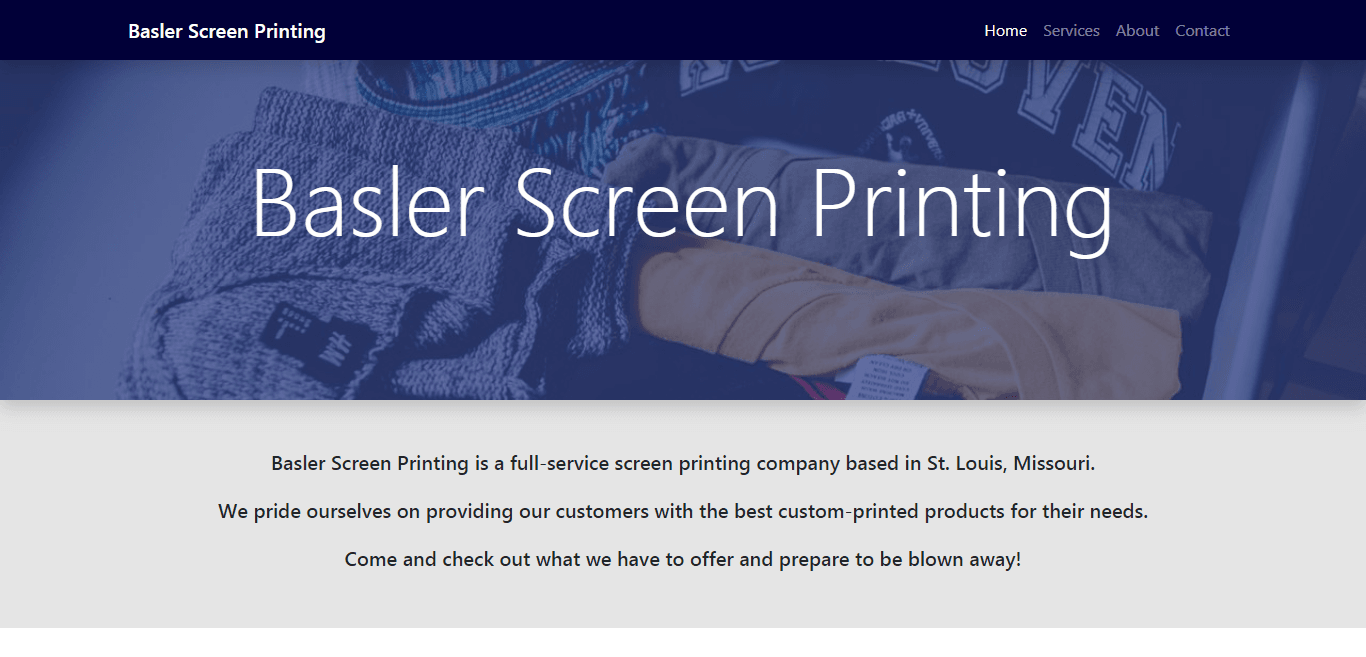 Basler Screen Printing
Home Services About Contact
Basler Screen Printing
Basler Screen Printing is a full-service screen printing company based in St. Louis, Missouri.
We pride ourselves on providing our customers with the best custom-printed products for their needs.
Come and check out what we have to offer and prepare to be blown away!